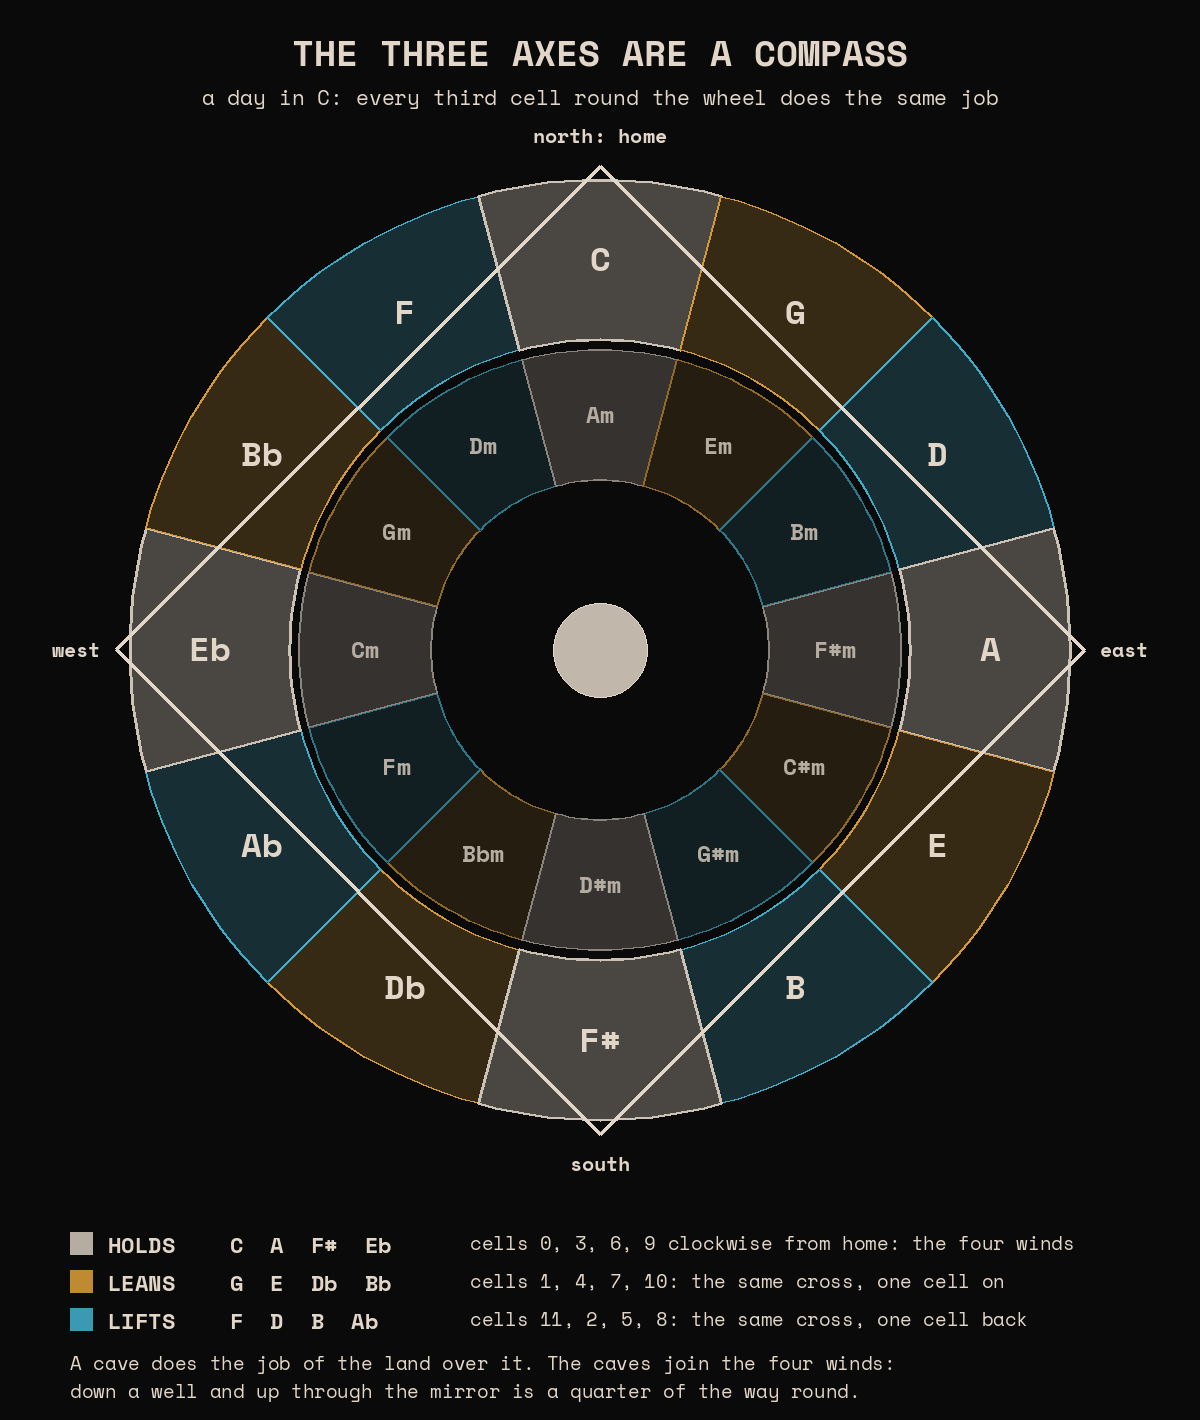 THE THREE AXES ARE A COMPASS
a day in C: every third cell round the wheel does the same job
north: home
C
F
G
Am
Dm
Em
Bb
D
Gm
Bm
west
Eb
Cm
F#m
A
east
Fm
C#m
Ab
E
Bbm
G#m
D#m
Db
B
F#
south
HOLDS C A F# Eb cells 0, 3, 6, 9 clockwise from home: the four winds
LEANS G E Db Bb cells 1, 4, 7, 10: the same cross, one cell on
LIFTS F D B Ab cells 11, 2, 5, 8: the same cross, one cell back
A cave does the job of the land over it. The caves join the four winds:
down a well and up through the mirror is a quarter of the way round.